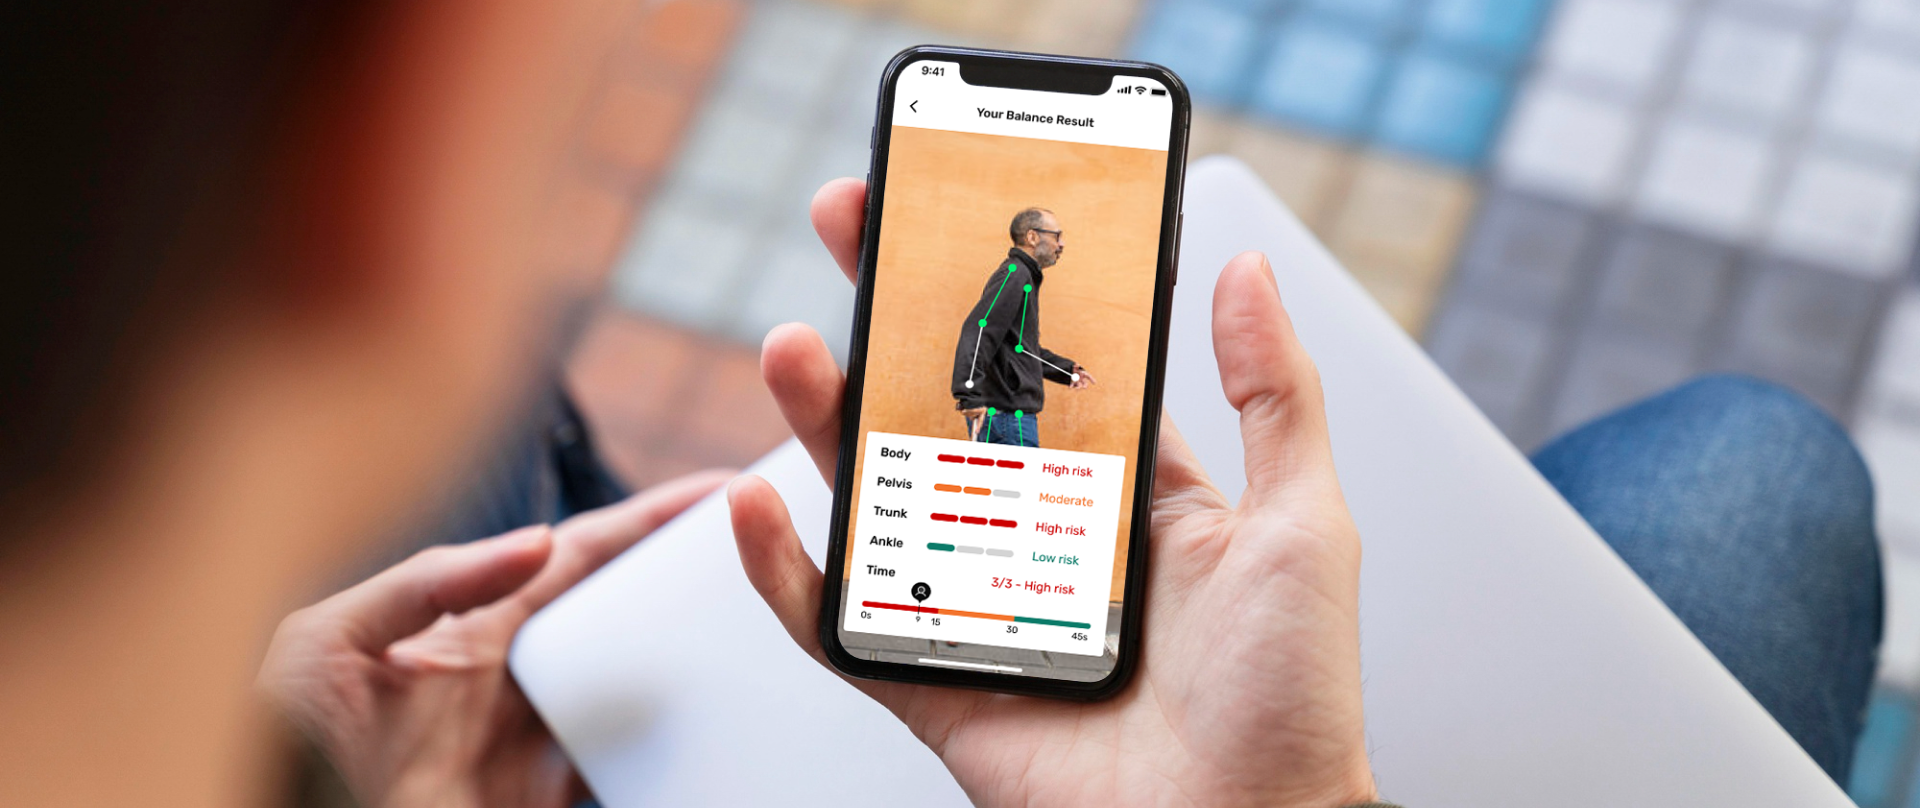 9:41
Your Balance Result
Body High risk
Pelvis Moderate
Trunk High risk
Ankle Low risk
Time 3/3 - High risk
0s 9 15 30 45s